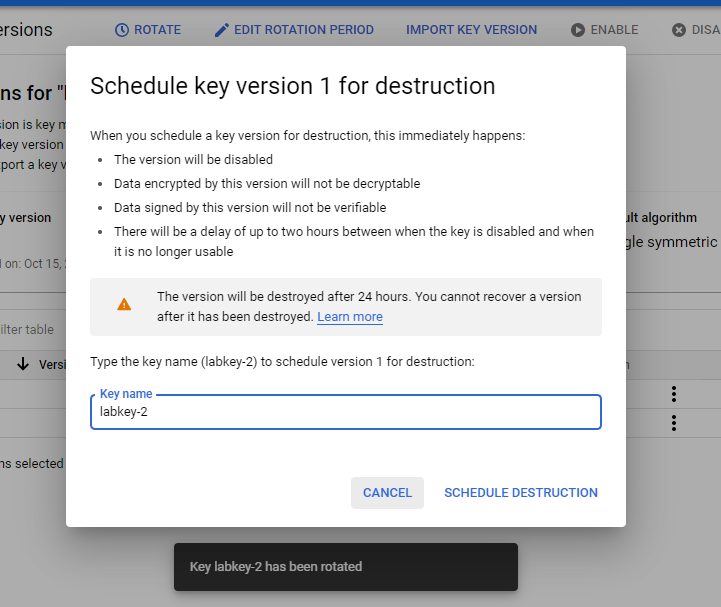 ersions ROTATE EDIT ROTATION PERIOD IMPORT KEY VERSION ENABLE DISA
Schedule key version 1 for destruction
ns for "
sion is key m
key version
port a key v
When you schedule a key version for destruction, this immediately happens:
• The version will be disabled
• Data encrypted by this version will not be decryptable
• Data signed by this version will not be verifiable
• There will be a delay of up to two hours between when the key is disabled and when
it is no longer usable
y version
ult algorithm
gle symmetric
on: Oct 15,
The version will be destroyed after 24 hours. You cannot recover a version
after it has been destroyed. Learn more
ilter table
Type the key name (labkey-2) to schedule version 1 for destruction:
Versi
Key name
labkey-2
ns selected
CANCEL SCHEDULE DESTRUCTION
Key labkey-2 has been rotated